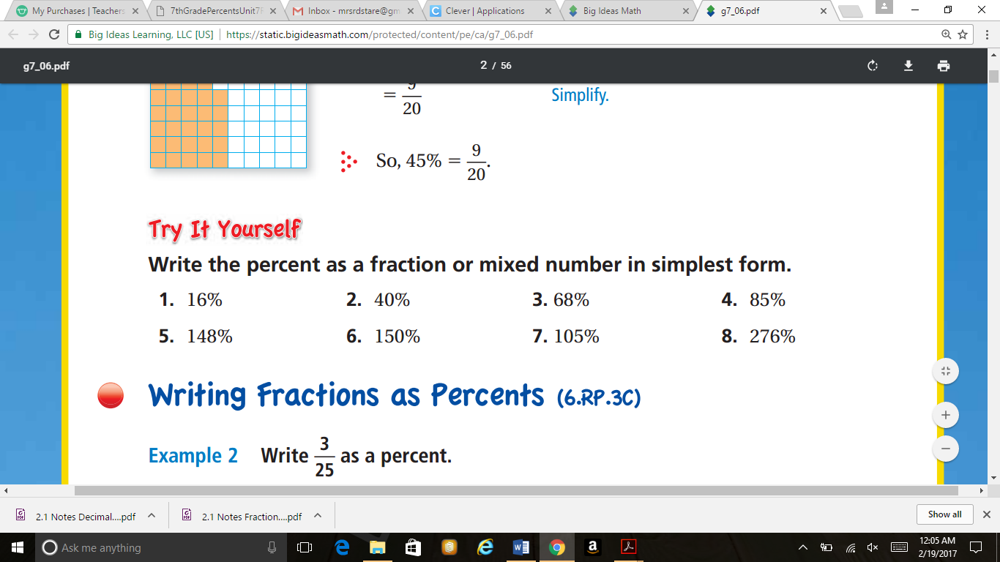 My Purchases | Teachers 7thGradePercentsUnit7 Inbox - mrsrdstare@gm Clever | Applications Big Ideas Math g7_06.pdf
Big Ideas Learning, LLC [US] https://static.bigideasmath.com/protected/content/pe/ca/g7_06.pdf
g7_06.pdf 2 / 56
= 9/20 Simplify.
So, 45% = 9/20.
Try It Yourself
Write the percent as a fraction or mixed number in simplest form.
1. 16% 2. 40% 3. 68% 4. 85%
5. 148% 6. 150% 7. 105% 8. 276%
Writing Fractions as Percents (6.RP.3C)
Example 2 Write 3/25 as a percent.
2.1 Notes Decimal....pdf 2.1 Notes Fraction....pdf Show all
Ask me anything 12:05 AM
2/19/2017